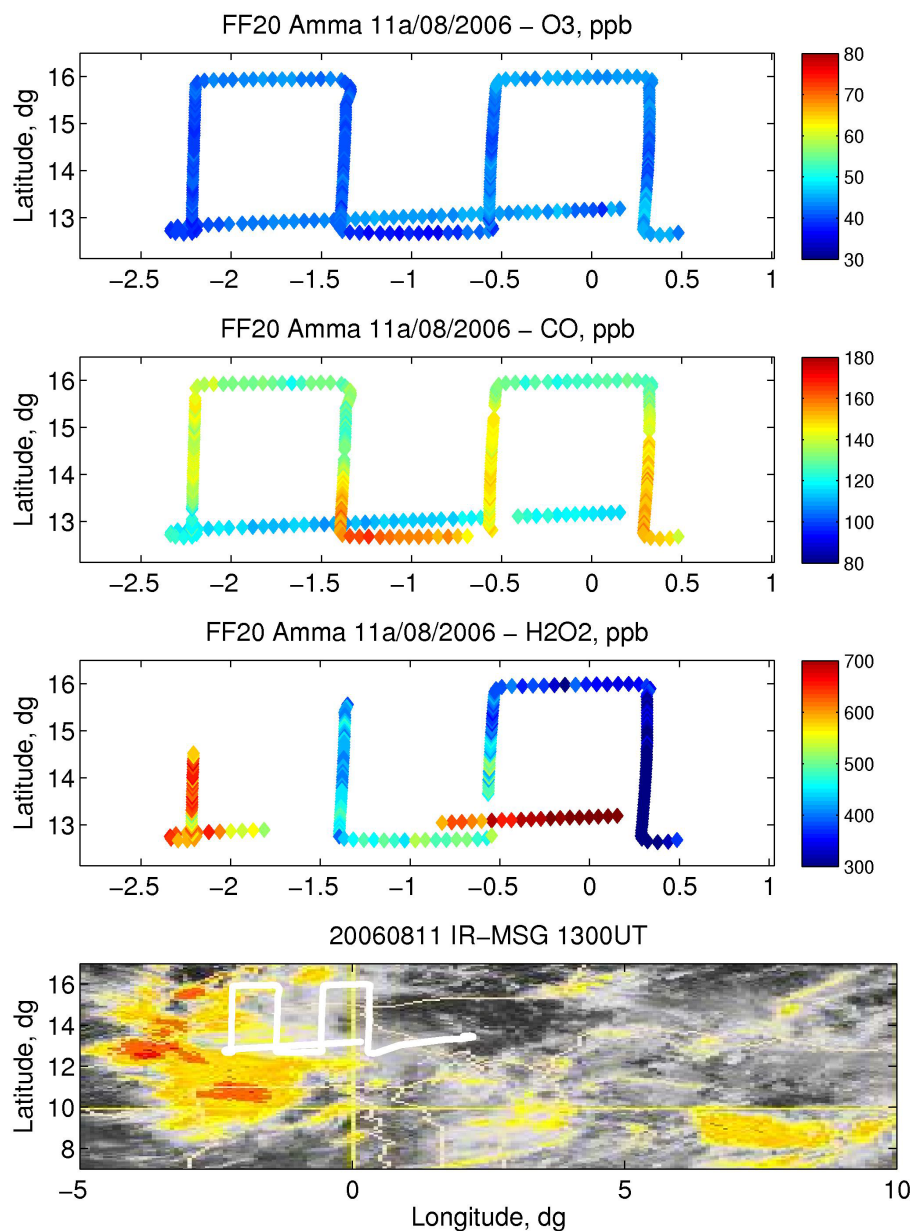 FF20 Amma 11a/08/2006 − O3, ppb
Latitude, dg
16
15
14
13
−2.5 −2 −1.5 −1 −0.5 0 0.5 1
80
70
60
50
40
30
FF20 Amma 11a/08/2006 − CO, ppb
Latitude, dg
16
15
14
13
−2.5 −2 −1.5 −1 −0.5 0 0.5 1
180
160
140
120
100
80
FF20 Amma 11a/08/2006 − H2O2, ppb
Latitude, dg
16
15
14
13
−2.5 −2 −1.5 −1 −0.5 0 0.5 1
700
600
500
400
300
20060811 IR−MSG 1300UT
Latitude, dg
16
14
12
10
8
−5 0 5 10
Longitude, dg